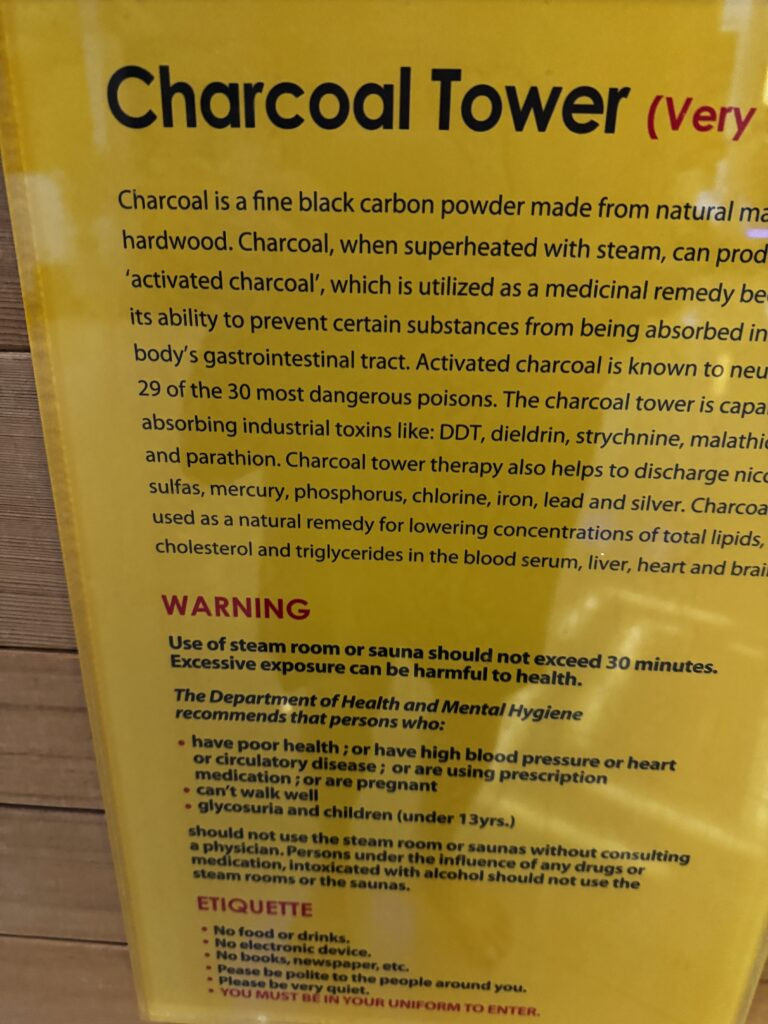 Charcoal Tower (Very
Charcoal is a fine black carbon powder made from natural
hardwood. Charcoal, when superheated with steam, can
'activated charcoal', which is utilized as a medicinal remedy
its ability to prevent certain substances from being absorbed
body's gastrointestinal tract. Activated charcoal is known to
29 of the 30 most dangerous poisons. The charcoal tower is
absorbing industrial toxins like: DDT, dieldrin, strychnine,
and parathion. Charcoal tower therapy also helps to discharge
sulfas, mercury, phosphorus, chlorine, iron, lead and silver.
used as a natural remedy for lowering concentrations of total lipids,
cholesterol and triglycerides in the blood serum, liver, heart and
WARNING
Use of steam room or sauna should not exceed 30 minutes.
Excessive exposure can be harmful to health.
The Department of Health and Mental Hygiene
recommends that persons who:
• have poor health ; or have high blood pressure or heart
or circulatory disease ; or are using prescription
medication ; or are pregnant
• can't walk well
• glycosuria and children (under 13yrs.)
should not use the steam room or saunas without consulting
a physician. Persons under the influence of any drugs or
medication, intoxicated with alcohol should not use the
steam rooms or the saunas.
ETIQUETTE
• No food or drinks.
• No electronic device.
• No books, newspaper, etc.
• Pease be polite to the people around you.
• Please be very quiet.
• YOU MUST BE IN YOUR UNIFORM TO ENTER.